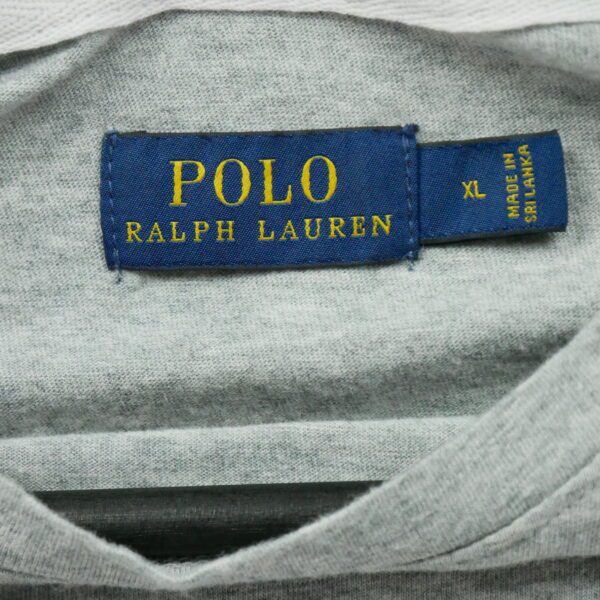 POLO
RALPH LAUREN
XL
MADE IN
SRI LANKA